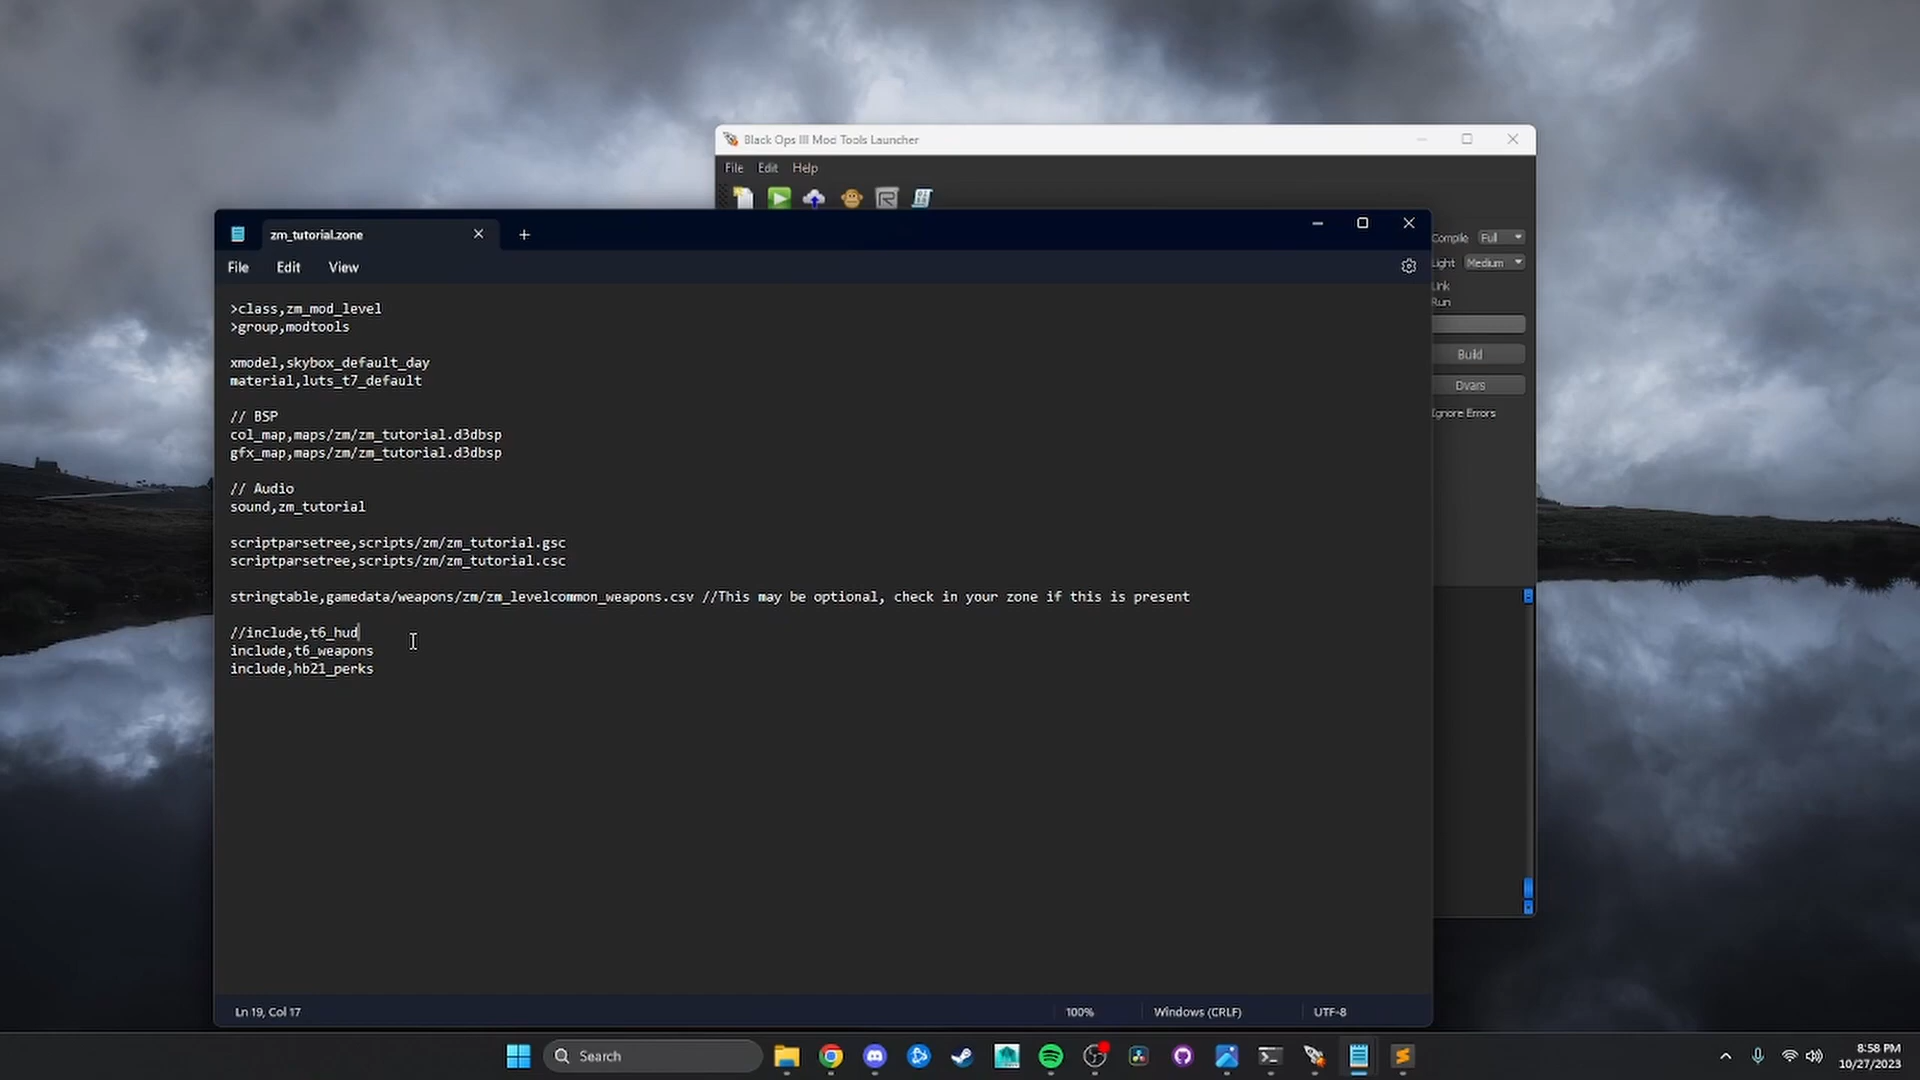 Black Ops III Mod Tools Launcher
File Edit Help
zm_tutorial.zone
File Edit View
Compile Full
Light Medium
Link
Run
Build
Dvars
Ignore Errors
>class,zm_mod_level
>group,modtools
xmodel,skybox_default_day
material,luts_t7_default
// BSP
col_map,maps/zm/zm_tutorial.d3dbsp
gfx_map,maps/zm/zm_tutorial.d3dbsp
// Audio
sound,zm_tutorial
scriptparsetree,scripts/zm/zm_tutorial.gsc
scriptparsetree,scripts/zm/zm_tutorial.csc
stringtable,gamedata/weapons/zm/zm_levelcommon_weapons.csv //This may be optional, check in your zone if this is present
//include,t6_hud
include,t6_weapons
include,hb21_perks
Ln 19, Col 17 100% Windows (CRLF) UTF-8
Search
8:58 PM
10/27/2023